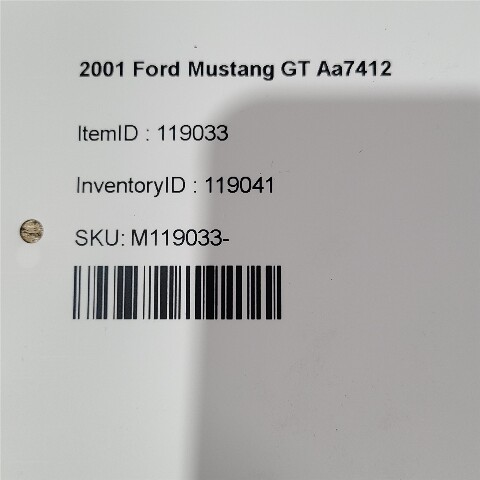 2001 Ford Mustang GT Aa7412
ItemID : 119033
InventoryID : 119041
SKU: M119033-